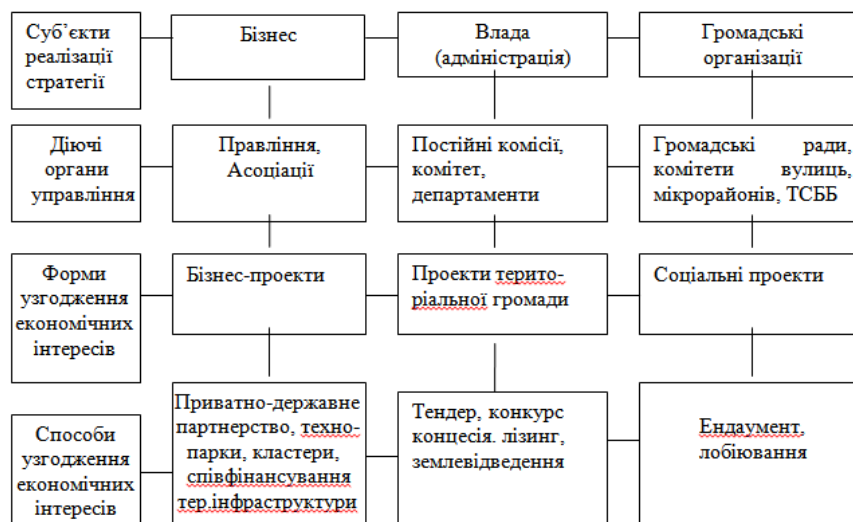 Суб’єкти
реалізації
стратегії
Бізнес
Влада
(адміністрація)
Громадські
організації
Діючі
органи
управління
Правління,
Асоціації
Постійні комісії,
комітет,
департаменти
Громадські ради,
комітети вулиць,
мікрорайонів, ТСББ
Форми
узгодження
економічних
інтересів
Бізнес-проекти
Проекти терито-
ріальної громади
Соціальні проекти
Способи
узгодження
економічних
інтересів
Приватно-державне
партнерство, техно-
парки, кластери,
співфінансування
тер.інфраструктури
Тендер, конкурс
концесія. лізинг,
землевідведення
Ендаумент,
лобіювання